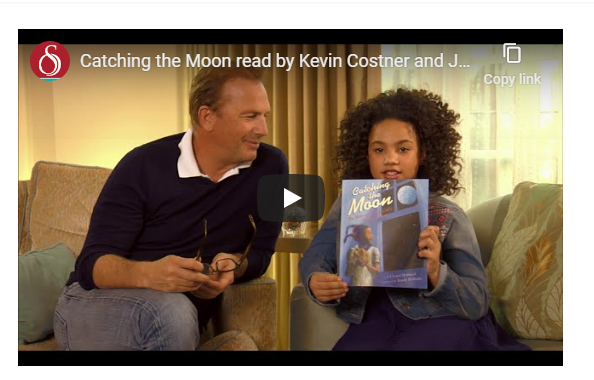 Catching the Moon read by Kevin Costner and J...
Copy link
Catching
the
Moon